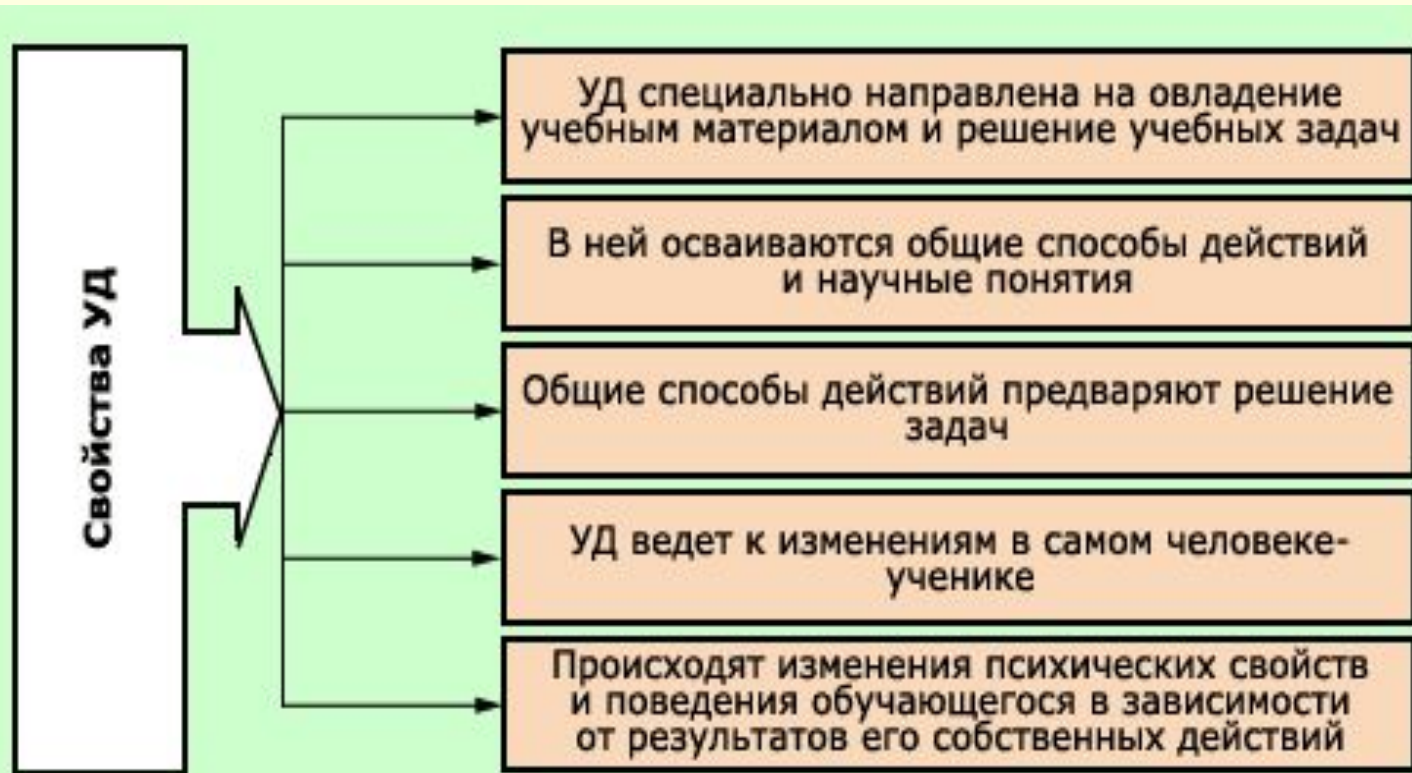 Свойства УД
УД специально направлена на овладение
учебным материалом и решение учебных задач
В ней осваиваются общие способы действий
и научные понятия
Общие способы действий предваряют решение
задач
УД ведет к изменениям в самом человеке-
ученике
Происходят изменения психических свойств
и поведения обучающегося в зависимости
от результатов его собственных действий